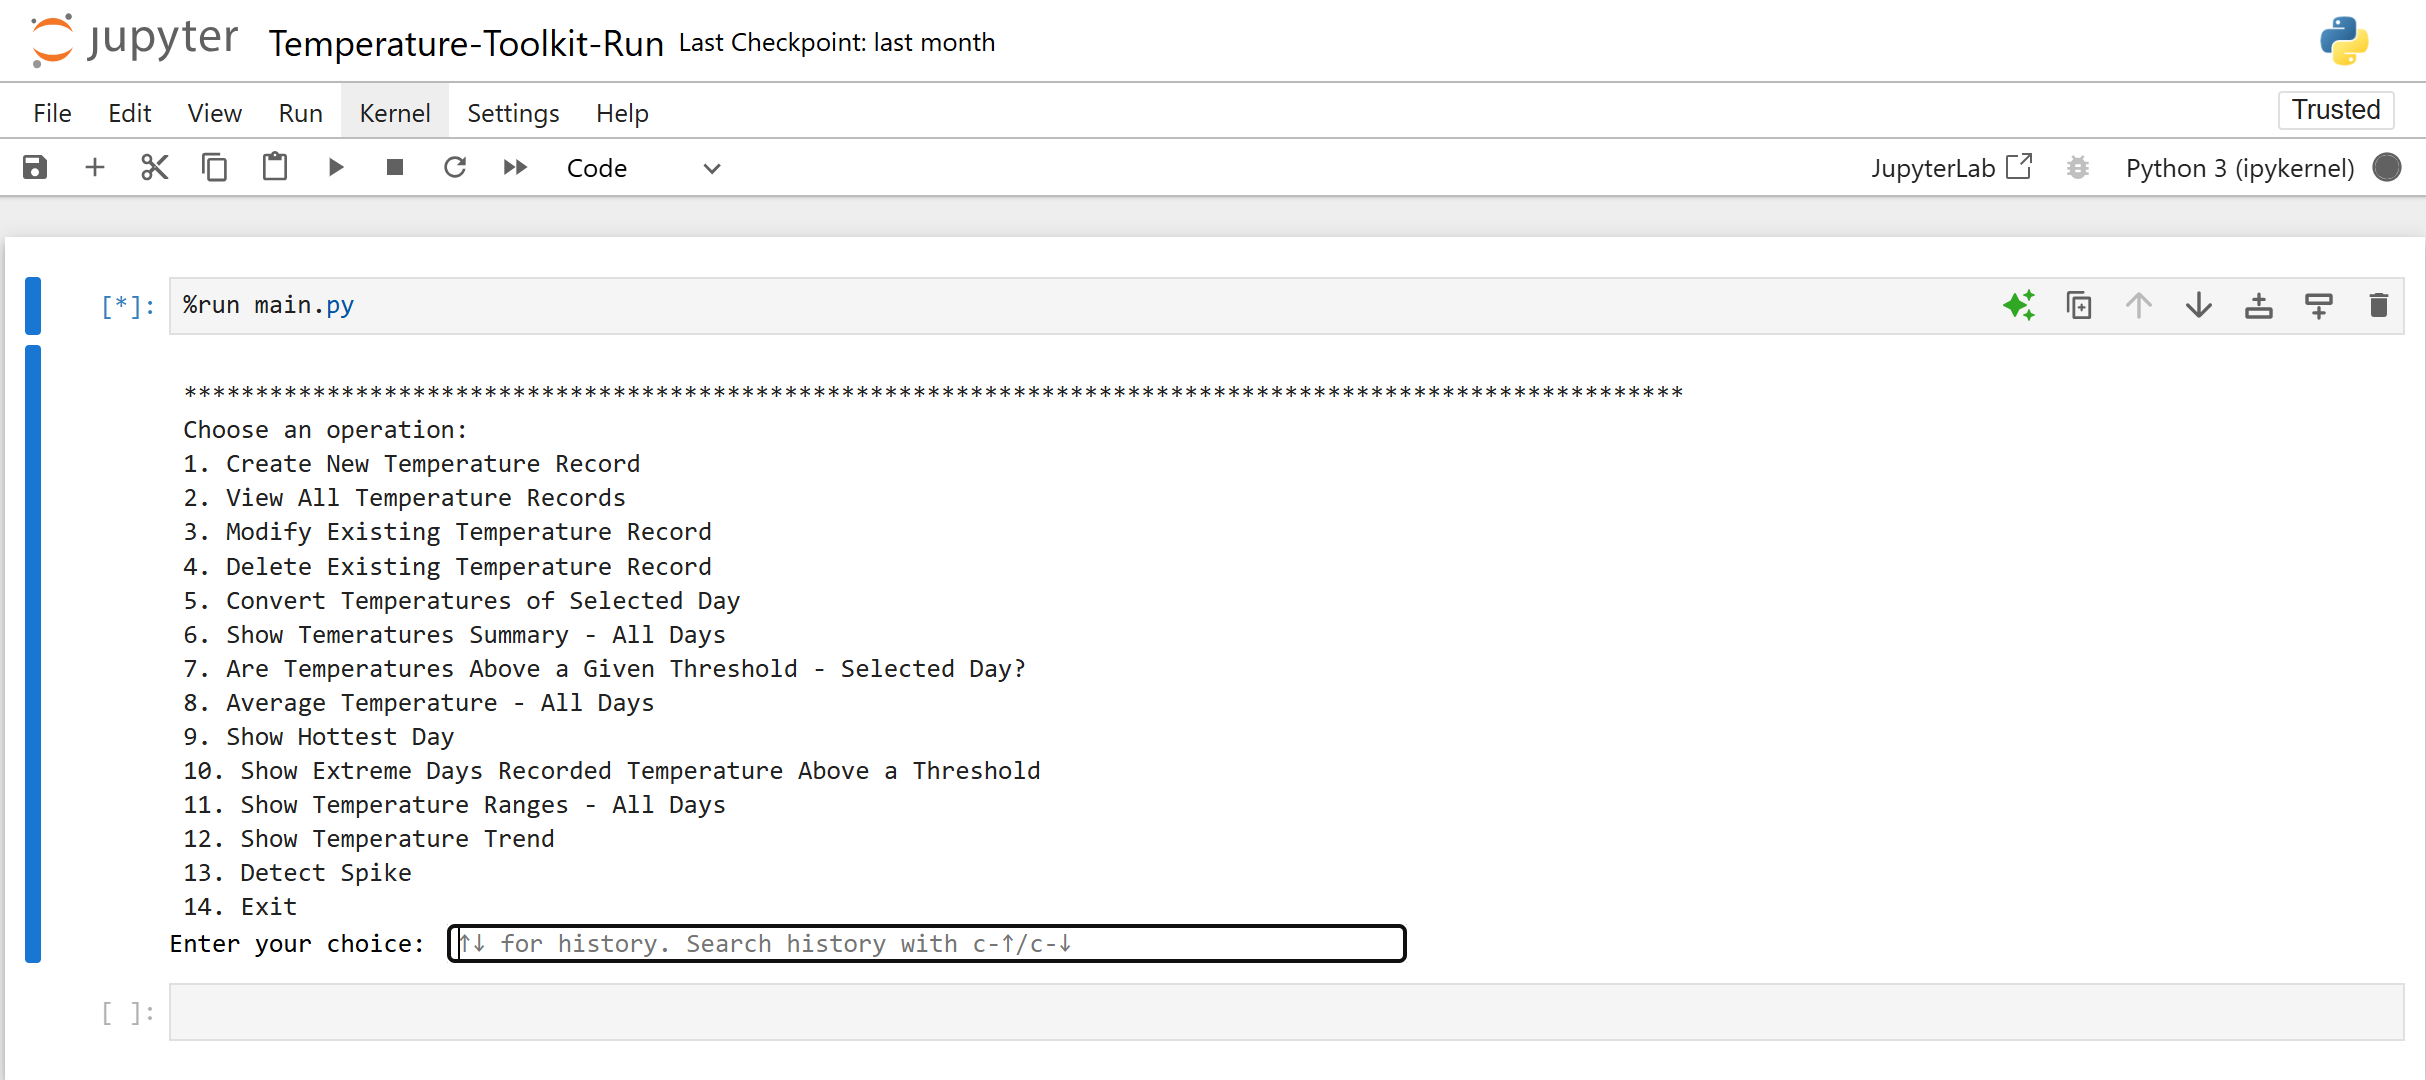 jupyter Temperature-Toolkit-Run Last Checkpoint: last month
File Edit View Run Kernel Settings Help Trusted
Code JupyterLab Python 3 (ipykernel)
[*]: %run main.py
*********************************************************************************************************
Choose an operation:
1. Create New Temperature Record
2. View All Temperature Records
3. Modify Existing Temperature Record
4. Delete Existing Temperature Record
5. Convert Temperatures of Selected Day
6. Show Temeratures Summary - All Days
7. Are Temperatures Above a Given Threshold - Selected Day?
8. Average Temperature - All Days
9. Show Hottest Day
10. Show Extreme Days Recorded Temperature Above a Threshold
11. Show Temperature Ranges - All Days
12. Show Temperature Trend
13. Detect Spike
14. Exit
Enter your choice: ↑↓ for history. Search history with c-↑/c-↓
[ ]: